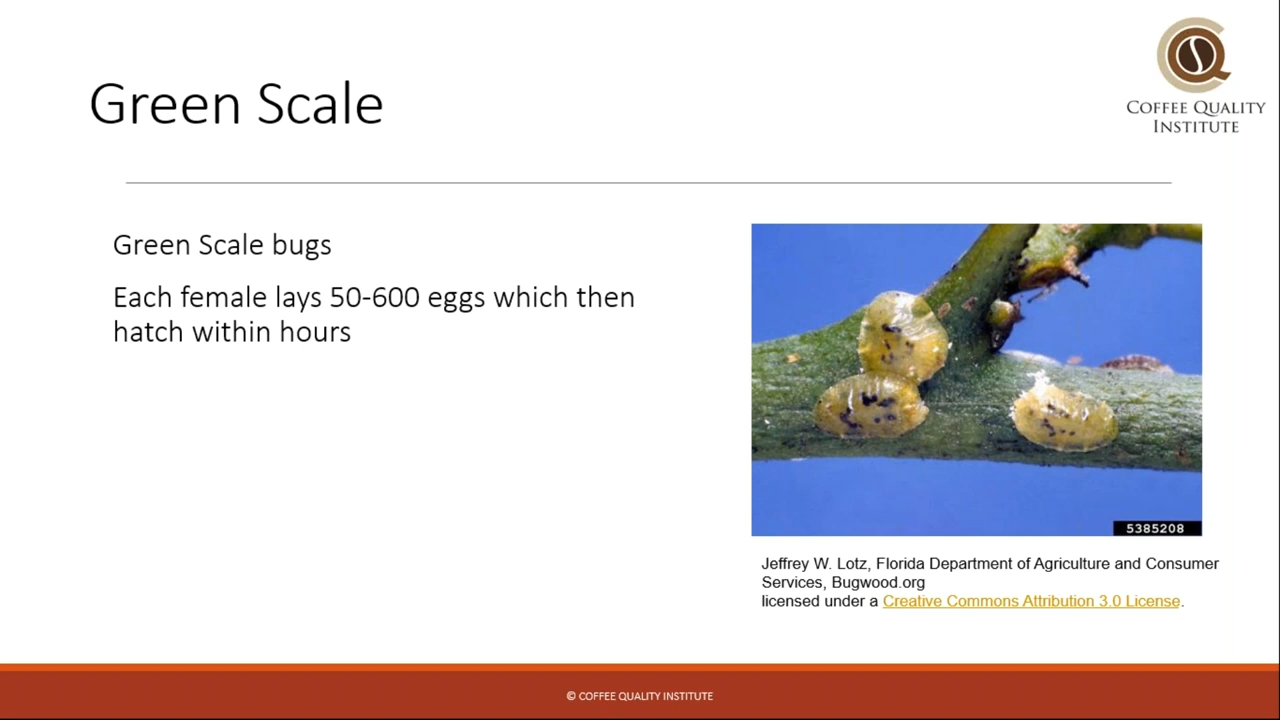 COFFEE QUALITY
INSTITUTE
Green Scale
Green Scale bugs
Each female lays 50-600 eggs which then
hatch within hours
5385208
Jeffrey W. Lotz, Florida Department of Agriculture and Consumer
Services, Bugwood.org
licensed under a Creative Commons Attribution 3.0 License.
© COFFEE QUALITY INSTITUTE